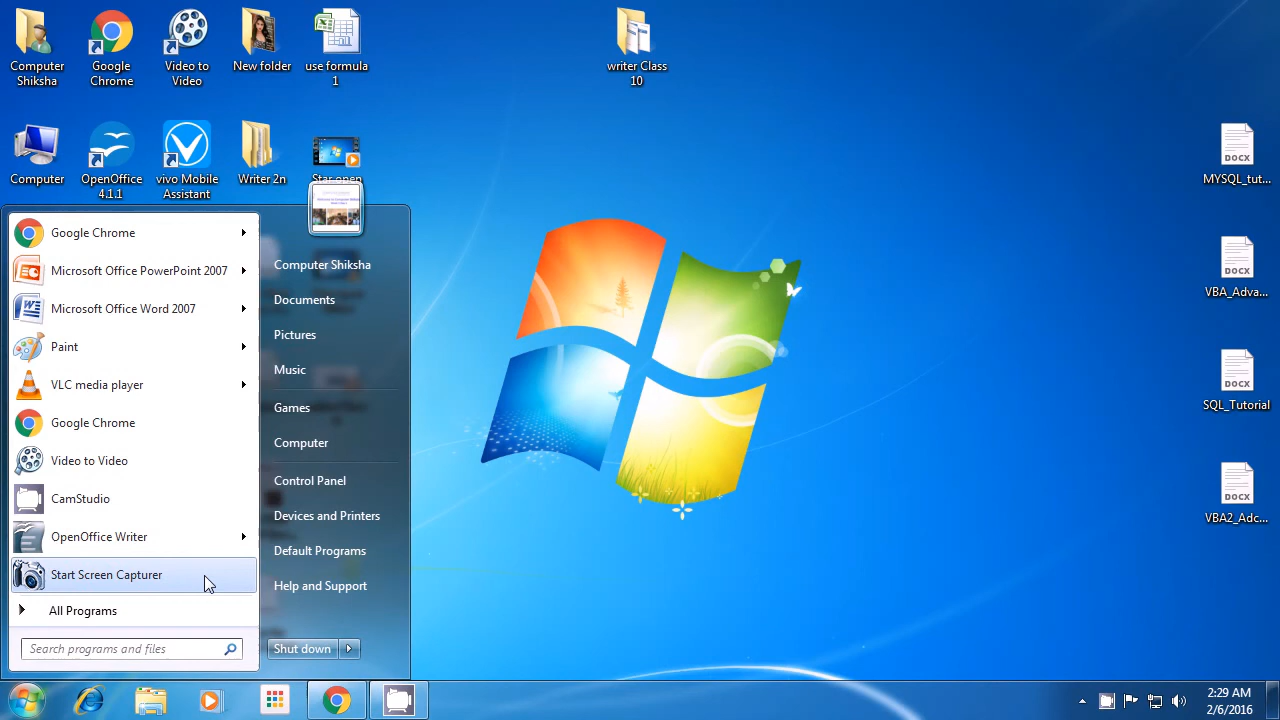 Computer
Shiksha
Google
Chrome
Video to
Video
New folder
use formula
1
writer Class
10
Computer
OpenOffice
4.1.1
vivo Mobile
Assistant
Writer 2n
Star open
MYSQL_tut...
DOCX
VBA_Adva...
DOCX
SQL_Tutorial
DOCX
VBA2_Adc...
DOCX
Google Chrome
Microsoft Office PowerPoint 2007
Microsoft Office Word 2007
Paint
VLC media player
Google Chrome
Video to Video
CamStudio
OpenOffice Writer
Start Screen Capturer
All Programs
Search programs and files
Computer Shiksha
Documents
Pictures
Music
Games
Computer
Control Panel
Devices and Printers
Default Programs
Help and Support
Shut down
2:29 AM
2/6/2016